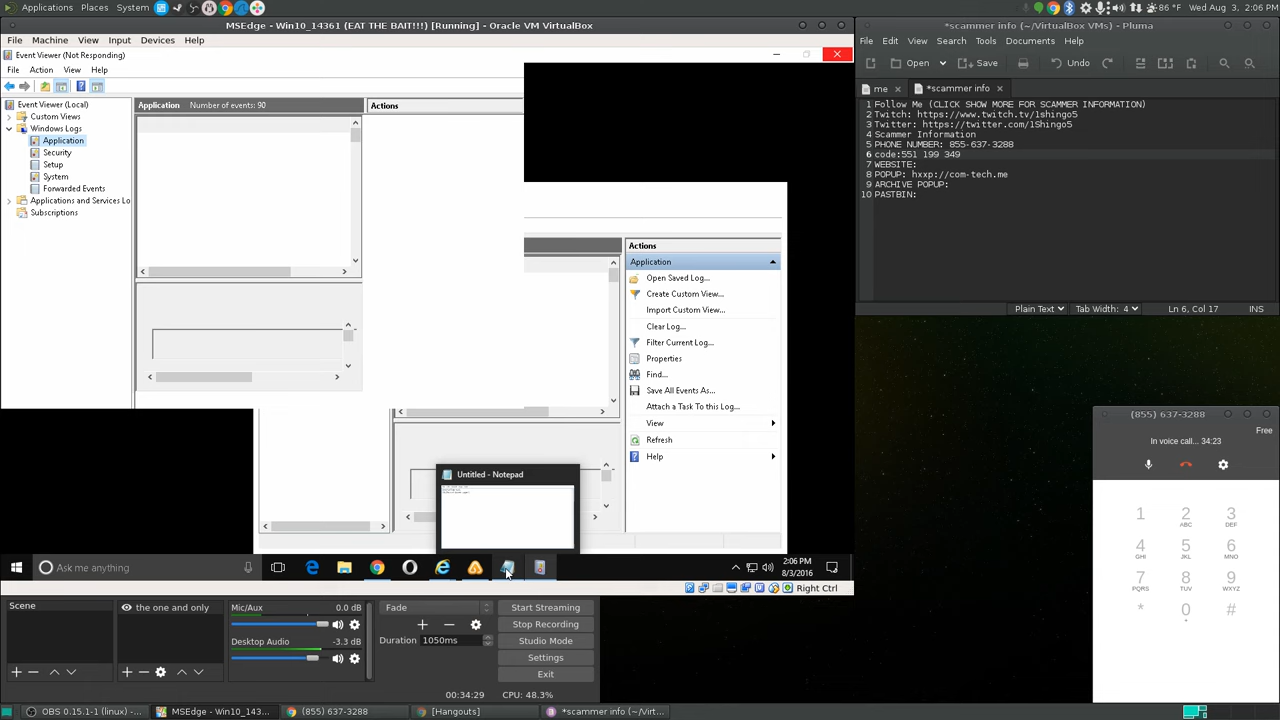 Applications Places System
86 °F Wed Aug 3, 2:06 PM
MSEdge - Win10_14361 (EAT THE BAIT!!!) [Running] - Oracle VM VirtualBox
File Machine View Input Devices Help
Event Viewer (Not Responding)
File Action View Help
Event Viewer (Local)
Custom Views
Windows Logs
Application
Security
Setup
System
Forwarded Events
Applications and Services Lo
Subscriptions
Application Number of events: 90
Actions
Actions
Application
Open Saved Log...
Create Custom View...
Import Custom View...
Clear Log...
Filter Current Log...
Properties
Find...
Save All Events As...
Attach a Task To this Log...
View
Refresh
Help
Untitled - Notepad
Ask me anything
2:06 PM
8/3/2016
Right Ctrl
*scammer info (~/VirtualBox VMs) - Pluma
File Edit View Search Tools Documents Help
Open Save Undo
me *scammer info
1 Follow Me (CLICK SHOW MORE FOR SCAMMER INFORMATION)
2 Twitch: https://www.twitch.tv/1shingo5
3 Twitter: https://twitter.com/1Shingo5
4 Scammer Information
5 PHONE NUMBER: 855-637-3288
6 code:551 199 349
7 WEBSITE:
8 POPUP: hxxp://com-tech.me
9 ARCHIVE POPUP:
10 PASTBIN:
Plain Text Tab Width: 4 Ln 6, Col 17 INS
(855) 637-3288
Free
In voice call... 34:23
1 2 3
ABC DEF
4 5 6
GHI JKL MNO
7 8 9
PQRS TUV WXYZ
* 0 #
+
Scene
the one and only
Mic/Aux 0.0 dB
Desktop Audio -3.3 dB
Fade
Duration 1050ms
Start Streaming
Stop Recording
Studio Mode
Settings
Exit
00:34:29 CPU: 48.3%
OBS 0.15.1-1 (linux) -...
MSEdge - Win10_143...
(855) 637-3288
[Hangouts]
*scammer info (~/Virt...